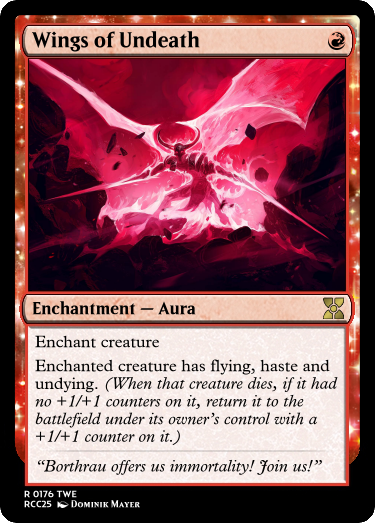 Wings of Undeath
Enchantment — Aura
Enchant creature
Enchanted creature has flying, haste and
undying. (When that creature dies, if it had
no +1/+1 counters on it, return it to the
battlefield under its owner's control with a
+1/+1 counter on it.)
“Borthrau offers us immortality! Join us!”
R 0176 TWE
RCC25 Dominik Mayer